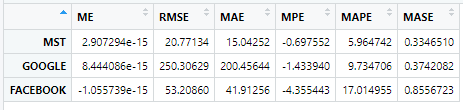 ME RMSE MAE MPE MAPE MASE
MST 2.907294e-15 20.77134 15.04252 -0.697552 5.964742 0.3346510
GOOGLE 8.444086e-15 250.30629 200.45644 -1.433940 9.734706 0.3742082
FACEBOOK -1.055739e-15 53.20860 41.91256 -4.355443 17.014955 0.8556723